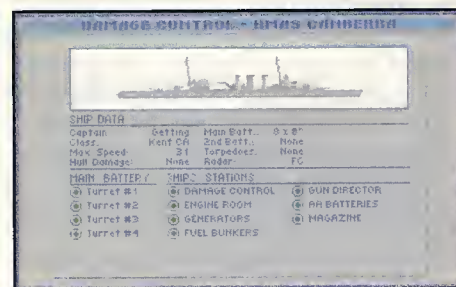 DAMAGE CONTROL - HMAS CANBERRA
SHIP DATA
Captain: Getting Main Batt.: 8 x 8"
Class: Kent CA 2nd Batt.: None
Max Speed: 31 Torpedoes: None
Hull Damage: None Radar: FC
MAIN BATTERY SHIPS STATIONS
Turret #1 DAMAGE CONTROL GUN DIRECTOR
Turret #2 ENGINE ROOM AA BATTERIES
Turret #3 GENERATORS MAGAZINE
Turret #4 FUEL BUNKERS